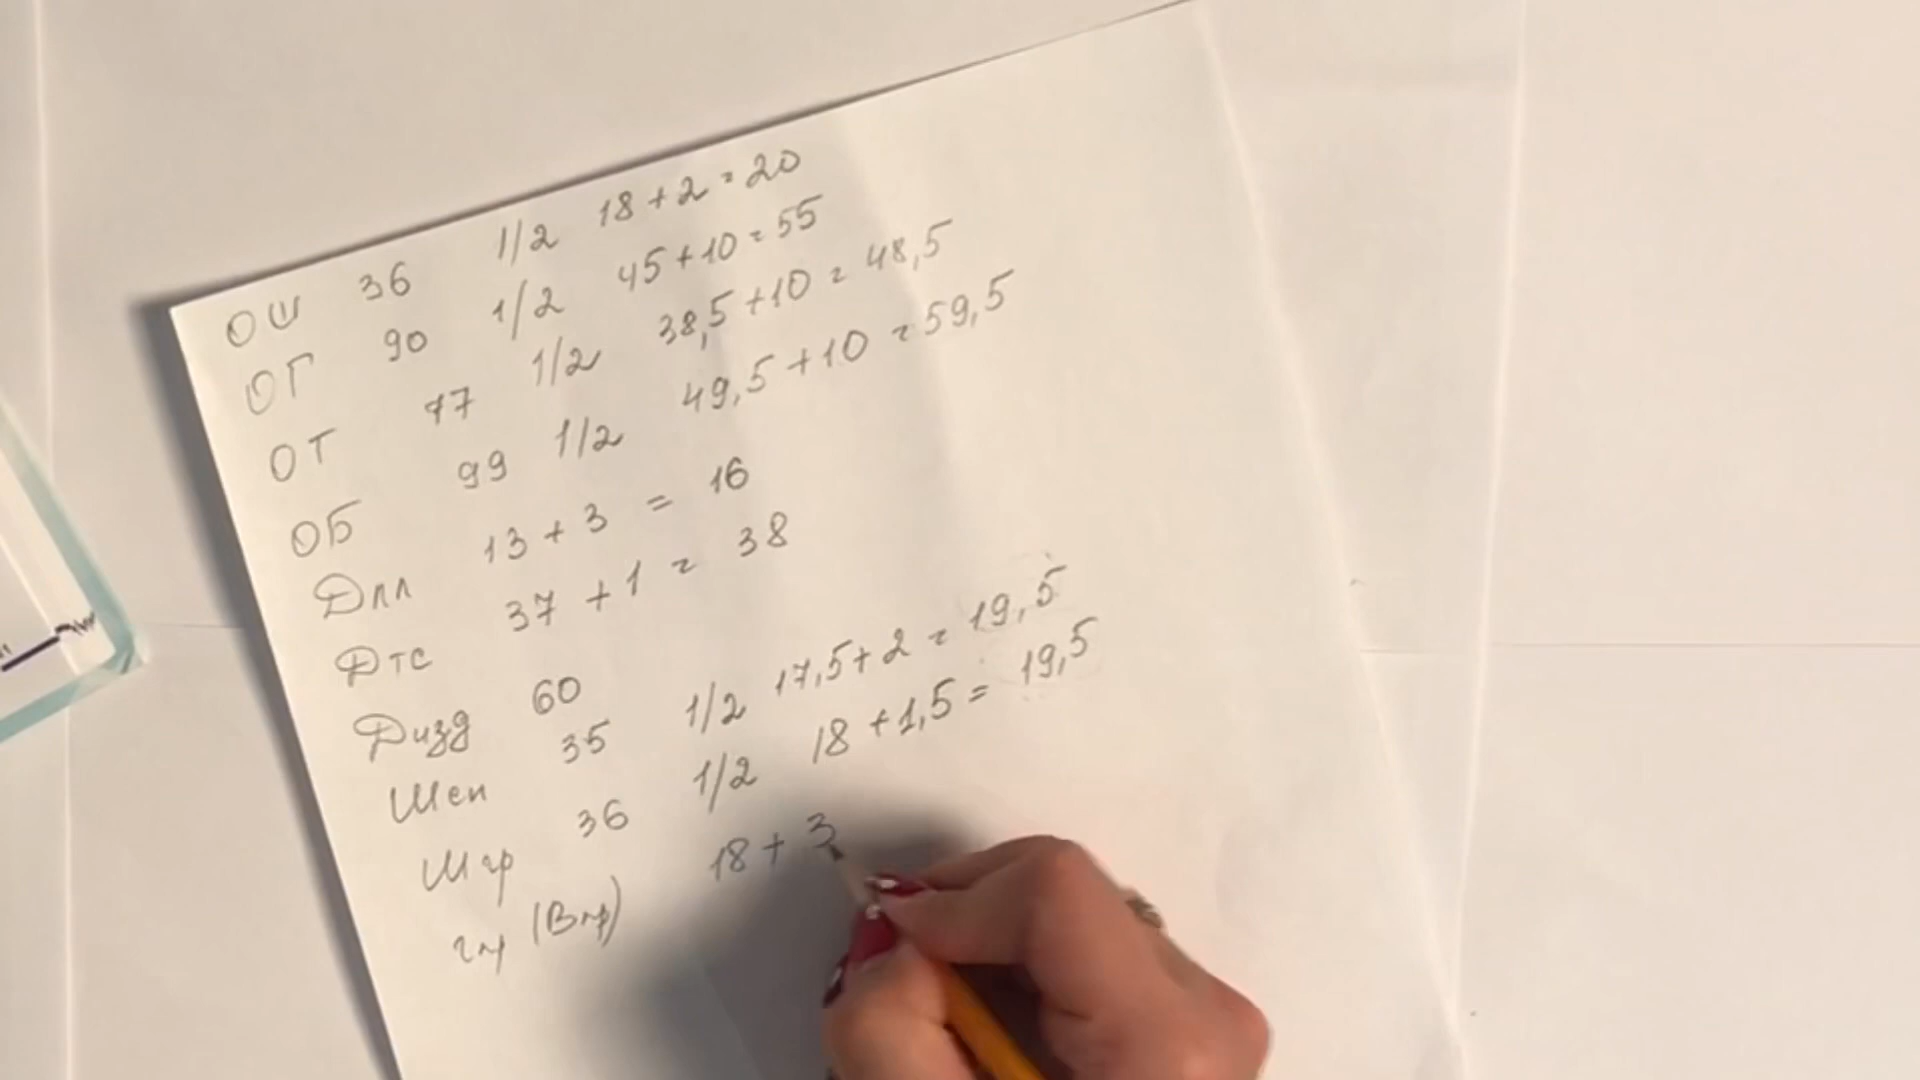 ОШ 36 1/2 18 + 2 = 20
ОГ 90 1/2 45 + 10 = 55
ОТ 77 1/2 38,5 + 10 = 48,5
ОБ 99 1/2 49,5 + 10 = 59,5
Дпл 13 + 3 = 16
Дтс 37 + 1 = 38
Дизд 60
Шсп 35 1/2 17,5 + 2 = 19,5
Шгр 36 1/2 18 + 1,5 = 19,5
(Впр) 18 + 3